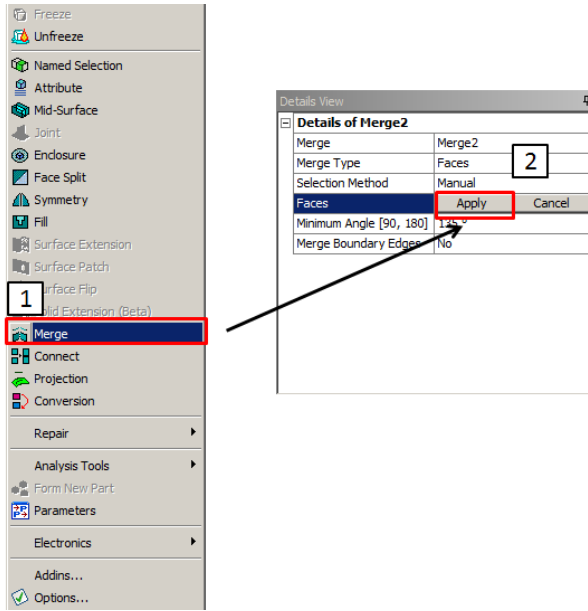 Freeze
Unfreeze
Named Selection
Attribute
Mid-Surface
Joint
Enclosure
Face Split
Symmetry
Fill
Surface Extension
Surface Patch
urface Flip
1
olid Extension (Beta)
Merge
Connect
Projection
Conversion
Repair
Analysis Tools
Form New Part
Parameters
Electronics
Addins...
Options...
Details View
Details of Merge2
Merge Merge2
Merge Type Faces
2
Selection Method Manual
Faces Apply Cancel
Minimum Angle [90, 180] 135 °
Merge Boundary Edges No